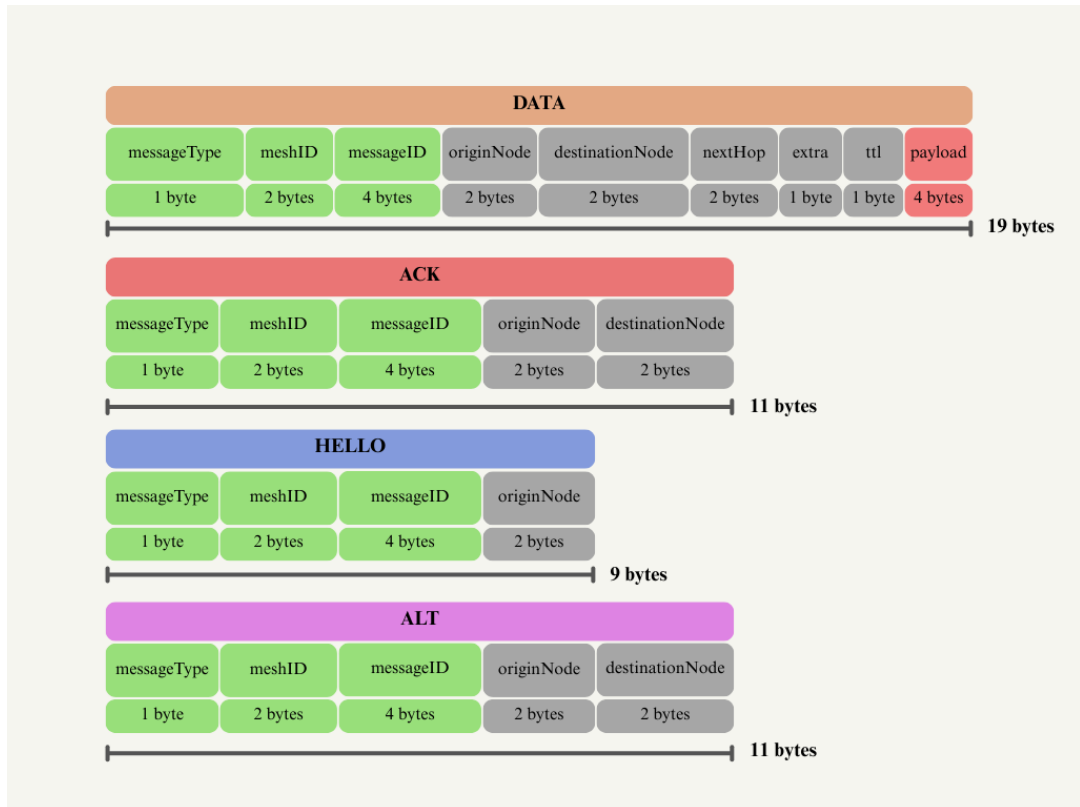 DATA
messageType meshID messageID originNode destinationNode nextHop extra ttl payload
1 byte 2 bytes 4 bytes 2 bytes 2 bytes 2 bytes 1 byte 1 byte 4 bytes
19 bytes
ACK
messageType meshID messageID originNode destinationNode
1 byte 2 bytes 4 bytes 2 bytes 2 bytes
11 bytes
HELLO
messageType meshID messageID originNode
1 byte 2 bytes 4 bytes 2 bytes
9 bytes
ALT
messageType meshID messageID originNode destinationNode
1 byte 2 bytes 4 bytes 2 bytes 2 bytes
11 bytes